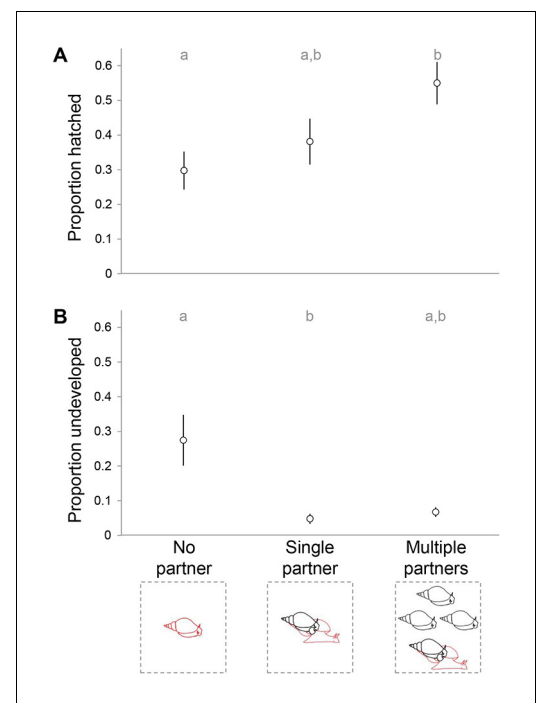 A
a a,b b
0.6
0.5
0.4
0.3
0.2
0.1
0
Proportion hatched
B
a b a,b
0.6
0.5
0.4
0.3
0.2
0.1
0
Proportion undeveloped
No Single Multiple
partner partner partners